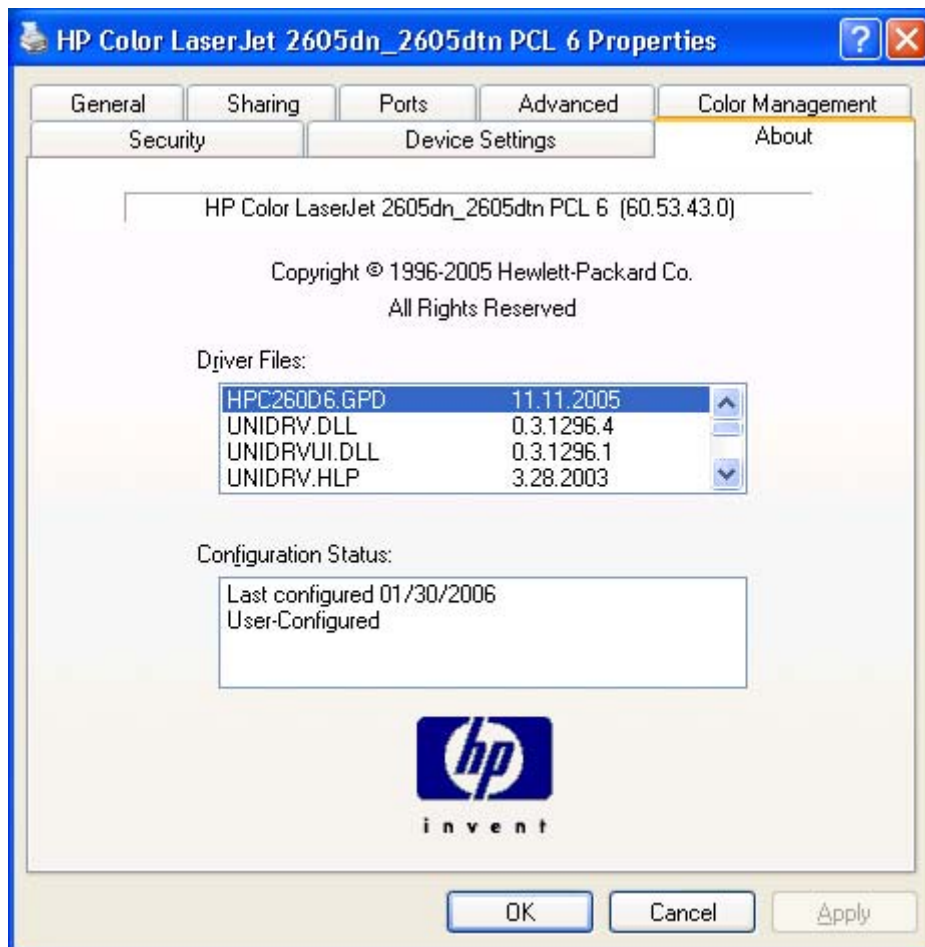 HP Color LaserJet 2605dn_2605dtn PCL 6 Properties
General Sharing Ports Advanced Color Management
Security Device Settings About
HP Color LaserJet 2605dn_2605dtn PCL 6 (60.53.43.0)
Copyright © 1996-2005 Hewlett-Packard Co.
All Rights Reserved
Driver Files:
HPC260D6.GPD 11.11.2005
UNIDRV.DLL 0.3.1296.4
UNIDRVUI.DLL 0.3.1296.1
UNIDRV.HLP 3.28.2003
Configuration Status:
Last configured 01/30/2006
User-Configured
hp
invent
OK Cancel Apply